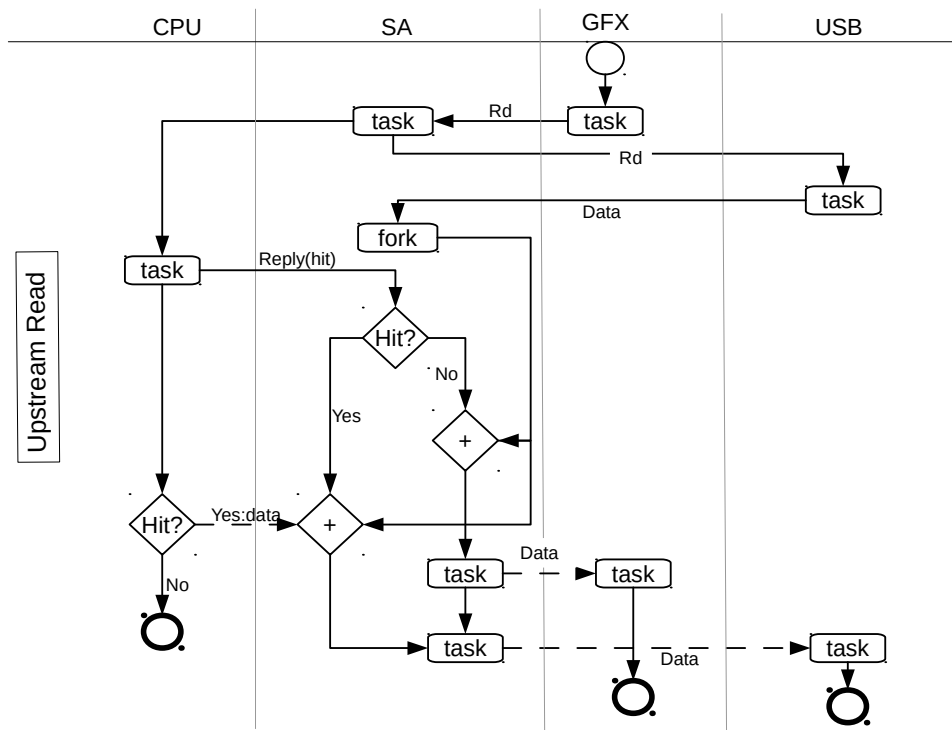 CPU
SA
GFX
USB
task
Rd
task
Rd
task
Data
fork
task
Reply(hit)
Hit?
No
Yes
+
Upstream Read
Hit?
Yes:data
+
Data
task
task
No
task
Data
task